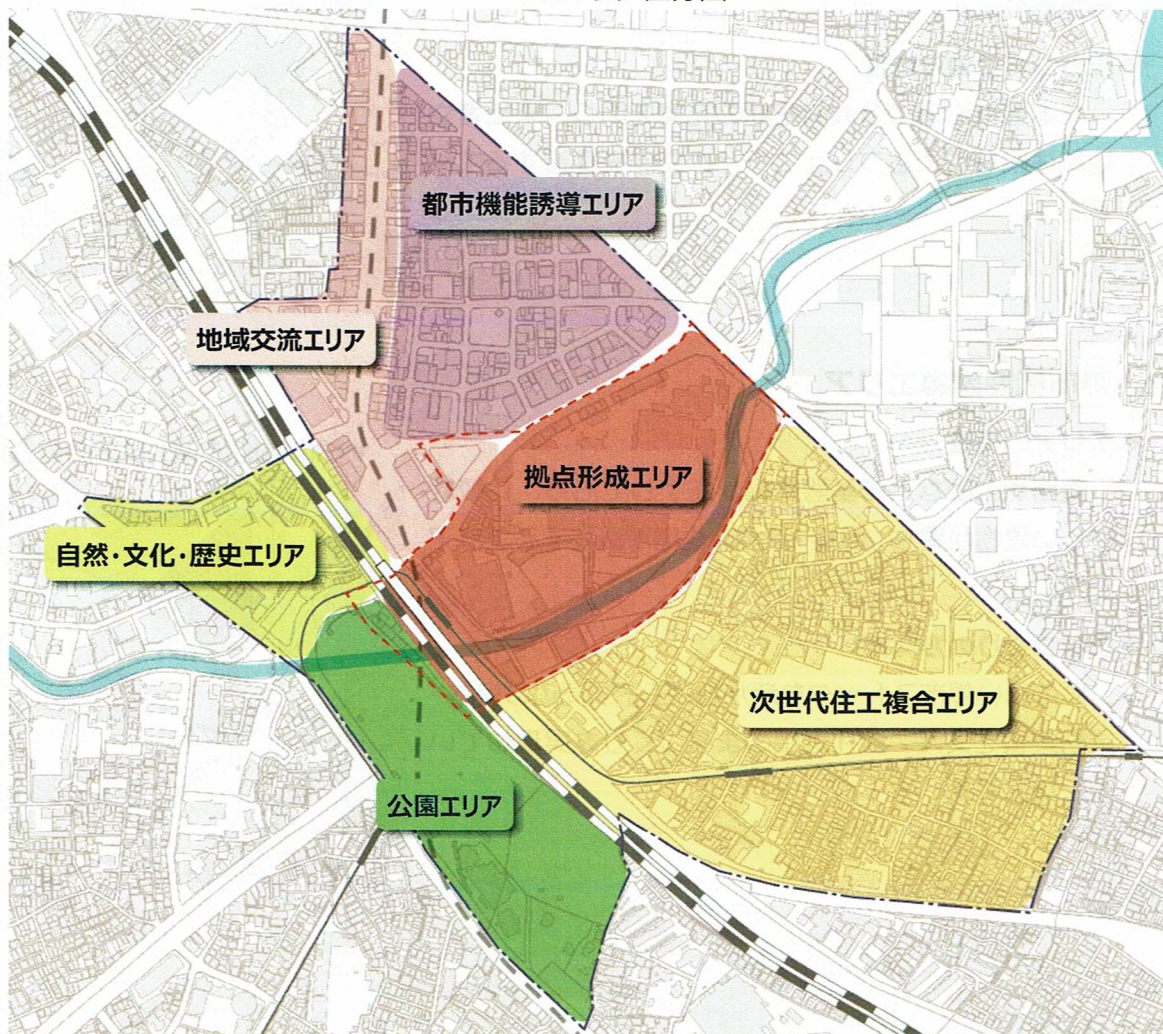 都市機能誘導エリア
地域交流エリア
拠点形成エリア
自然・文化・歴史エリア
次世代住工複合エリア
公園エリア